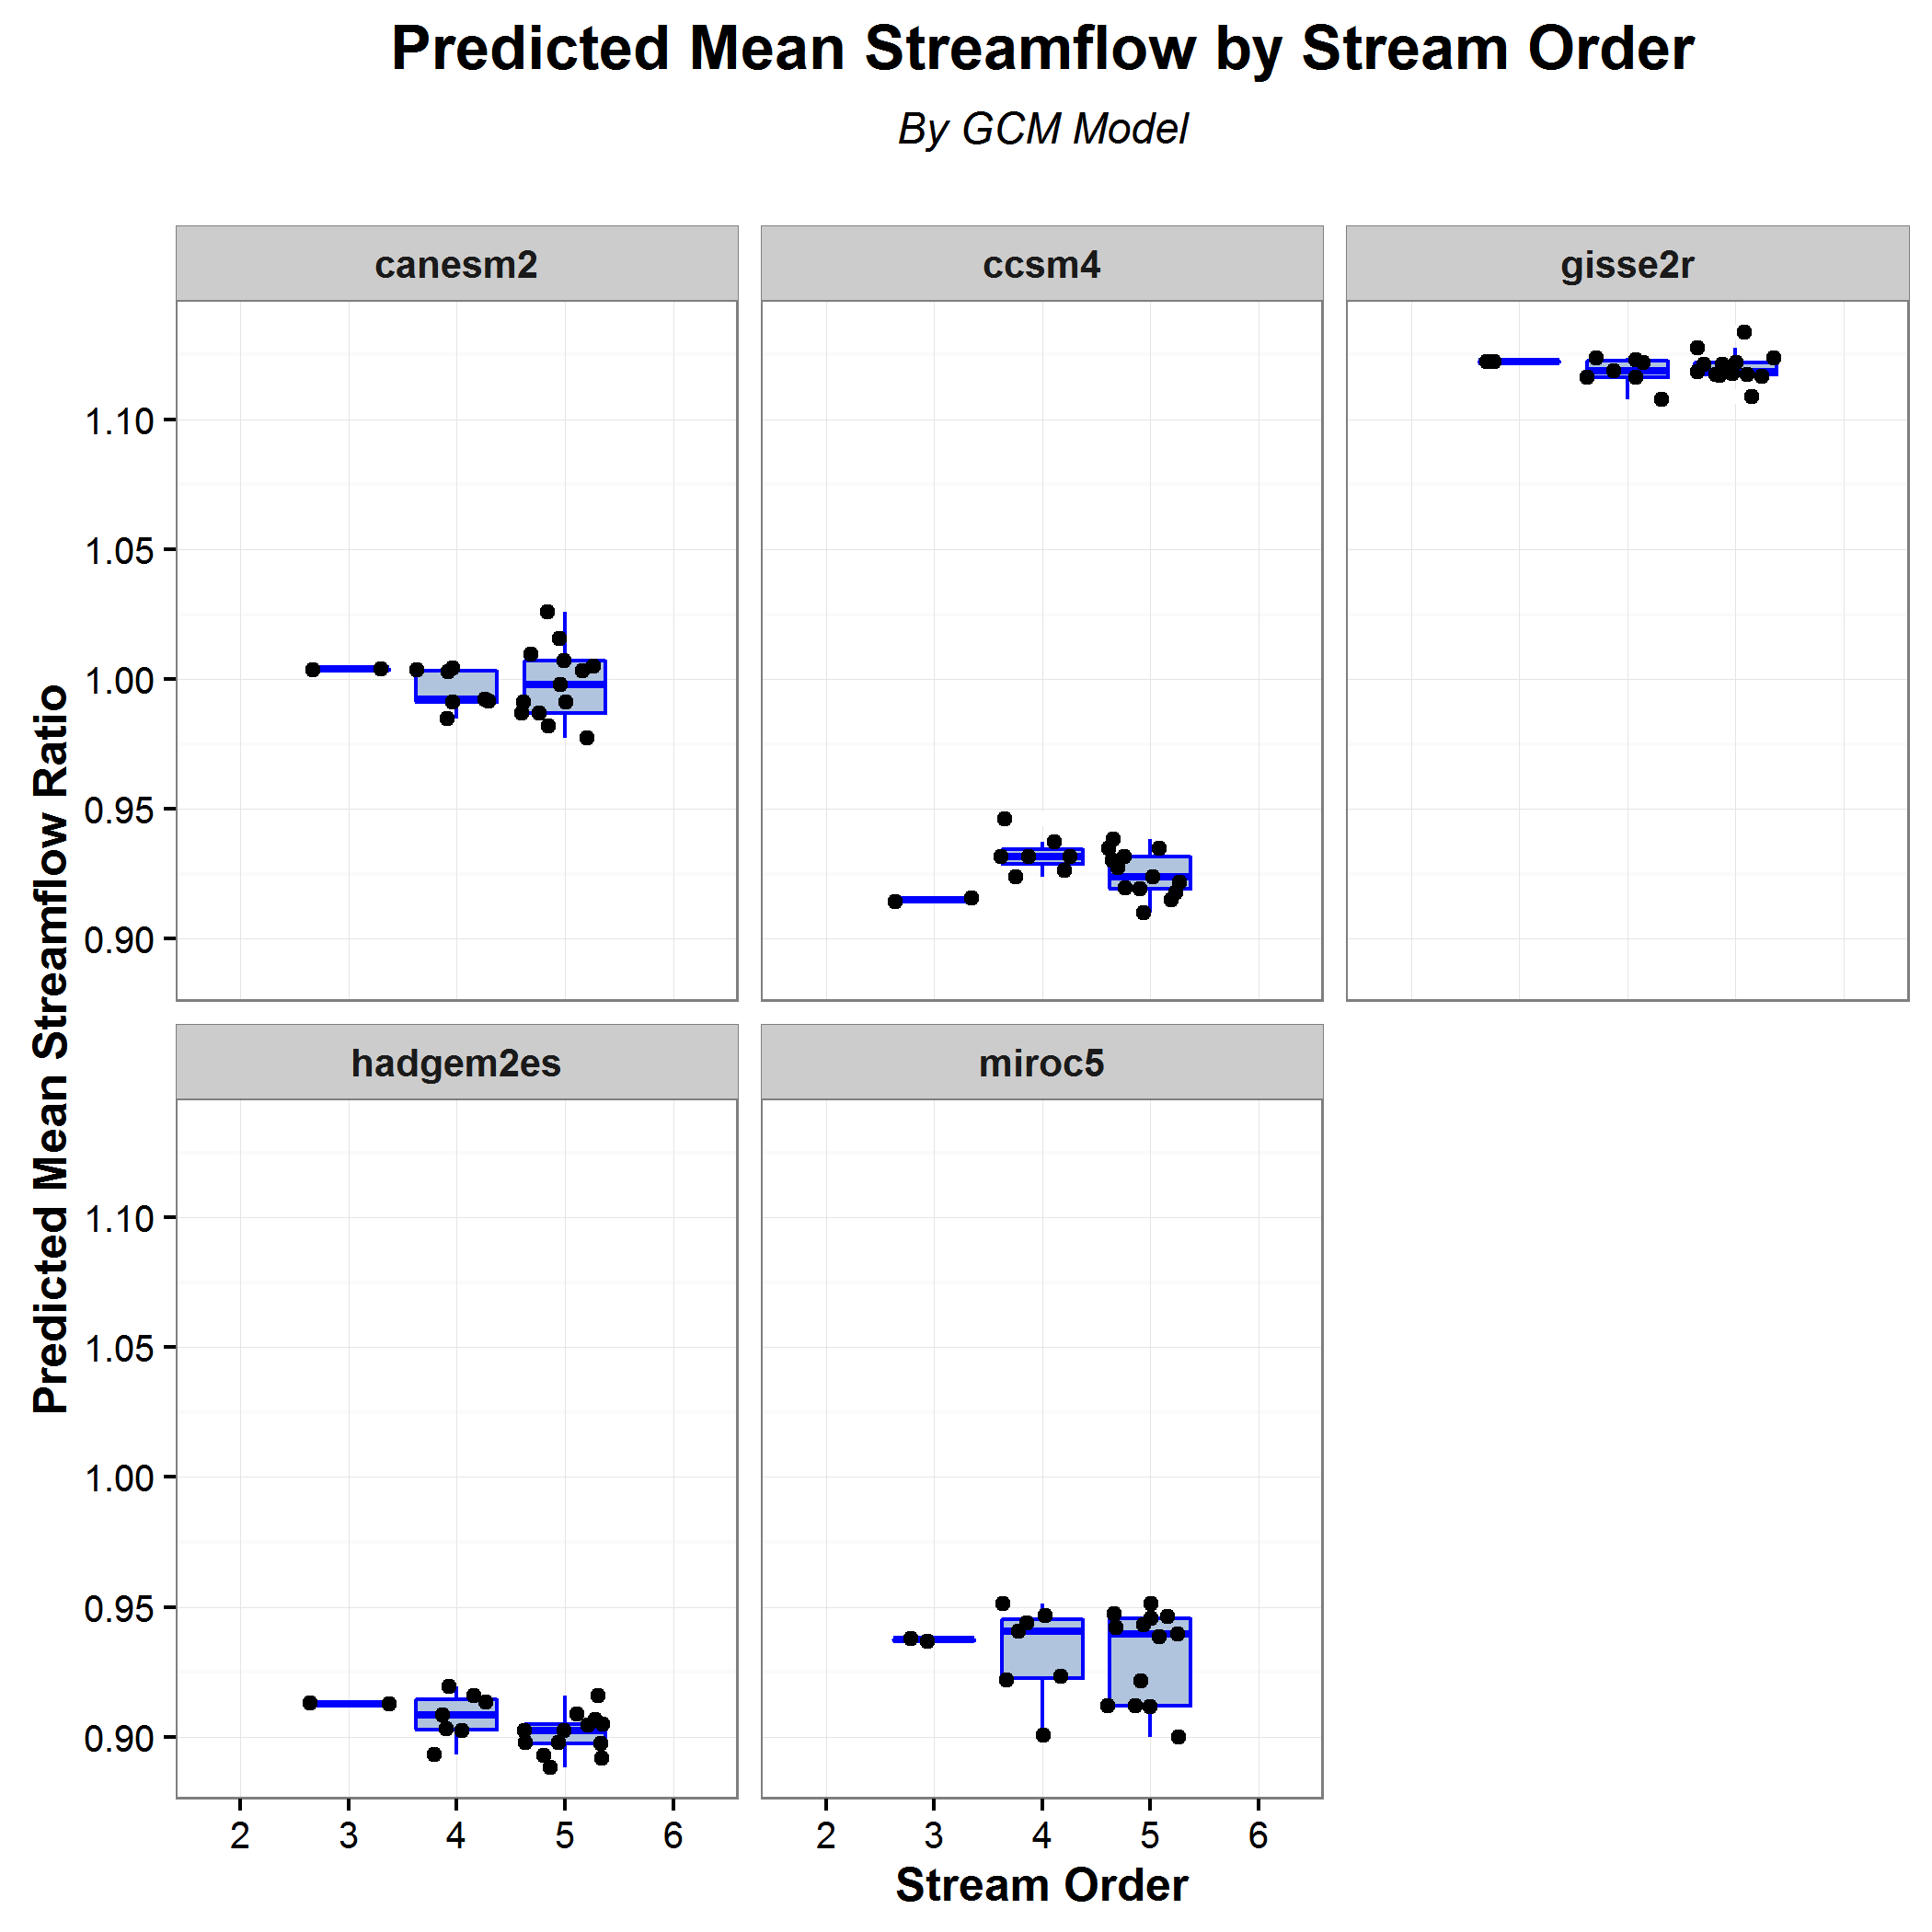 Predicted Mean Streamflow by Stream Order
By GCM Model
canesm2
ccsm4
gisse2r
1.10
1.05
1.00
0.95
0.90
Predicted Mean Streamflow Ratio
hadgem2es
miroc5
1.10
1.05
1.00
0.95
0.90
2 3 4 5 6
2 3 4 5 6
Stream Order